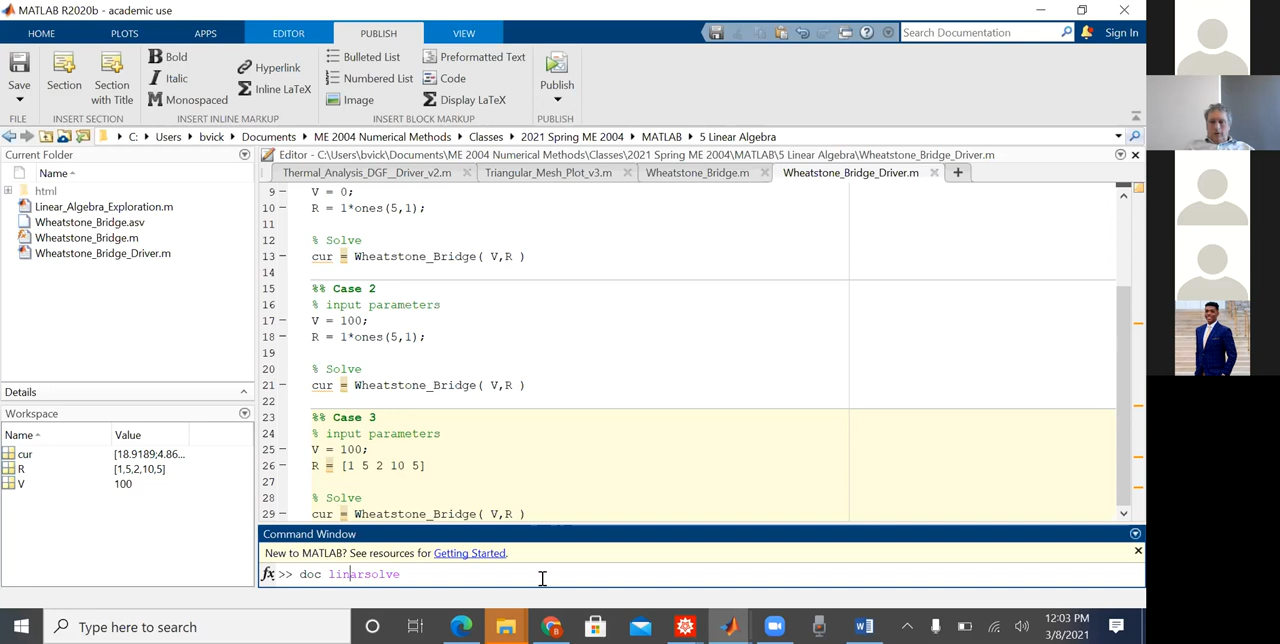 MATLAB R2020b - academic use
HOME PLOTS APPS EDITOR PUBLISH VIEW Search Documentation Sign In
Save Section Section with Title Bold Italic Monospaced Hyperlink Inline LaTeX Bulleted List Numbered List Image Preformatted Text Code Display LaTeX Publish
FILE INSERT SECTION INSERT INLINE MARKUP INSERT BLOCK MARKUP PUBLISH
C: Users bvick Documents ME 2004 Numerical Methods Classes 2021 Spring ME 2004 MATLAB 5 Linear Algebra
Current Folder
Name
html
Linear_Algebra_Exploration.m
Wheatstone_Bridge.asv
Wheatstone_Bridge.m
Wheatstone_Bridge_Driver.m
Details
Workspace
Name Value
cur [18.9189;4.86...
R [1,5,2,10,5]
V 100
Editor - C:\Users\bvick\Documents\ME 2004 Numerical Methods\Classes\2021 Spring ME 2004\MATLAB\5 Linear Algebra\Wheatstone_Bridge_Driver.m
Thermal_Analysis_DGF__Driver_v2.m Triangular_Mesh_Plot_v3.m Wheatstone_Bridge.m Wheatstone_Bridge_Driver.m
9 V = 0;
10 R = 1*ones(5,1);
11
12 % Solve
13 cur = Wheatstone_Bridge( V,R )
14
15 %% Case 2
16 % input parameters
17 V = 100;
18 R = 1*ones(5,1);
19
20 % Solve
21 cur = Wheatstone_Bridge( V,R )
22
23 %% Case 3
24 % input parameters
25 V = 100;
26 R = [1 5 2 10 5]
27
28 % Solve
29 cur = Wheatstone_Bridge( V,R )
Command Window
New to MATLAB? See resources for Getting Started.
fx >> doc linarsolve
Type here to search
12:03 PM
3/8/2021